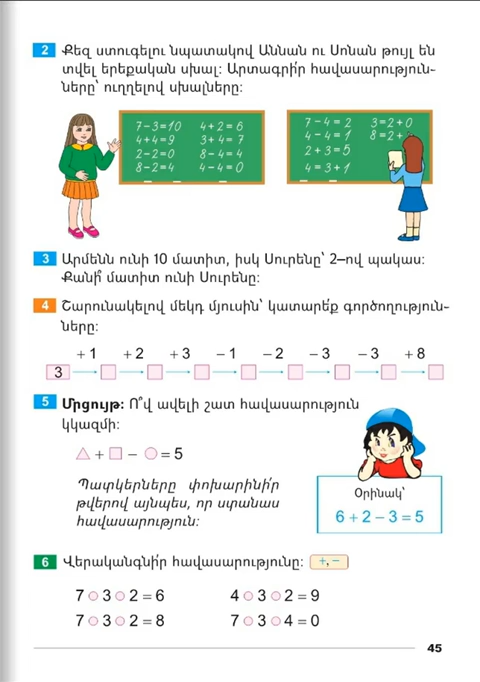 2 Քեզ ստուգելու նպատակով Աննան ու Սոնան թույլ են
տվել երեքական սխալ։ Արտագրի՛ր հավասարություն-
ները՝ ուղղելով սխալները։
7–3=10 4+2=6
4+4=9 3+4=7
2–2=0 8–4=4
8–2=4 4–4=0
7–4=2 3=2+0
4–4=1 8=2+
2+3=5
4=3+1
3 Արմենն ունի 10 մատիտ, իսկ Սուրենը՝ 2–ով պակաս։
Քանի՞ մատիտ ունի Սուրենը։
4 Շարունակելով մեկդ մյուսին՝ կատարե՛ք գործողություն-
ները։
+1 +2 +3 –1 –2 –3 –3 +8
3
5 Մրցույթ։ Ո՞վ ավելի շատ հավասարություն
կկազմի։
△ + □ – ○ = 5
Պատկերները փոխարինի՛ր
թվերով այնպես, որ ստանաս
հավասարություն։
Օրինակ՝
6 + 2 – 3 = 5
6 Վերականգնի՛ր հավասարությունը։ +, –
7 ○ 3 ○ 2 = 6 4 ○ 3 ○ 2 = 9
7 ○ 3 ○ 2 = 8 7 ○ 3 ○ 4 = 0
45